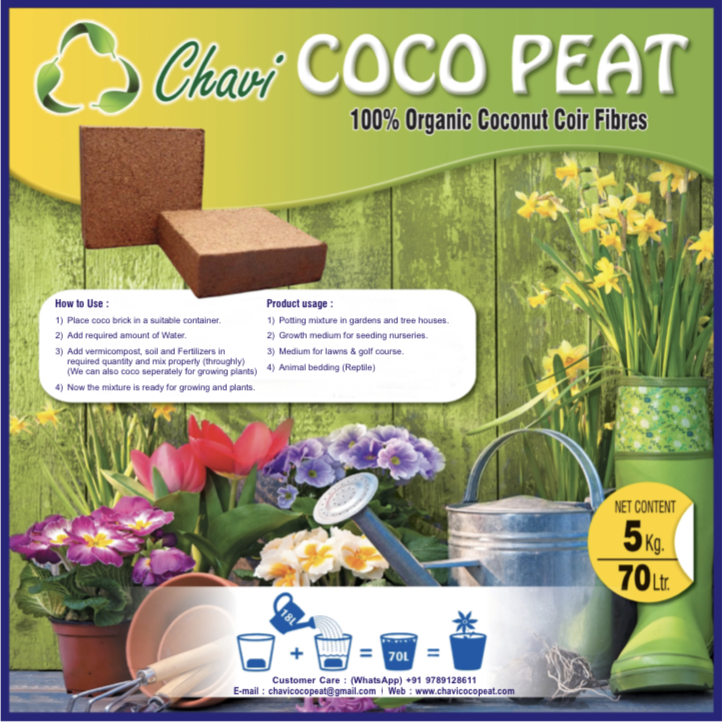 Chavi COCO PEAT
100% Organic Coconut Coir Fibres
How to Use :
1) Place coco brick in a suitable container.
2) Add required amount of Water.
3) Add vermicompost, soil and Fertilizers in
required quantity and mix properly (throughly)
(We can also coco seperately for growing plants)
4) Now the mixture is ready for growing and plants.
Product usage :
1) Potting mixture in gardens and tree houses.
2) Growth medium for seeding nurseries.
3) Medium for lawns & golf course.
4) Animal bedding (Reptile)
NET CONTENT
5 Kg.
70 Ltr.
18L
+ = 70L =
Customer Care : (WhatsApp) +91 9789128611
E-mail : chavicocopeat@gmail.com | Web : www.chavicocopeat.com